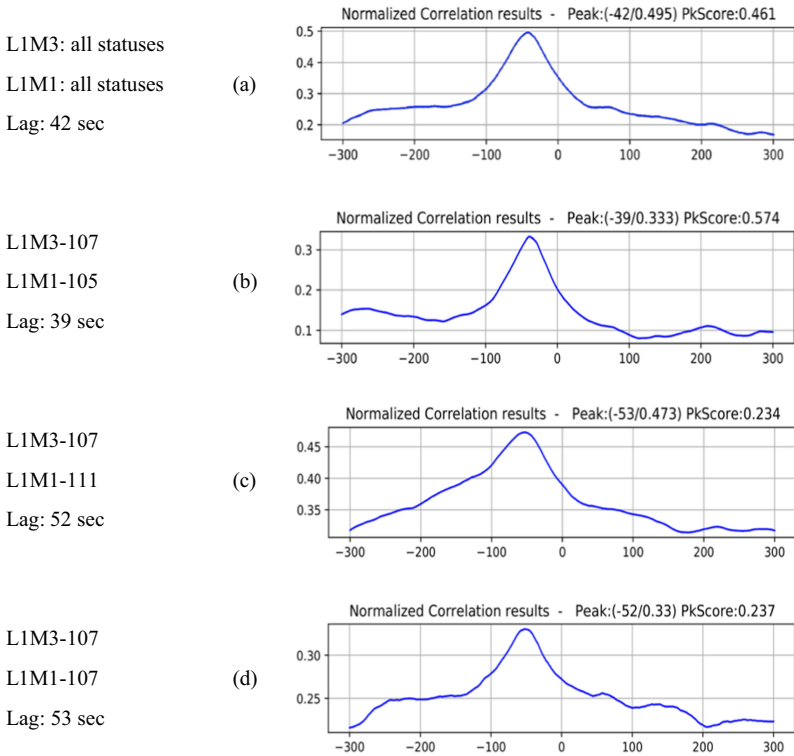 Normalized Correlation results - Peak:(-42/0.495) PkScore:0.461
L1M3: all statuses
L1M1: all statuses
(a)
Lag: 42 sec
0.5
0.4
0.3
0.2
−300 −200 −100 0 100 200 300
Normalized Correlation results - Peak:(-39/0.333) PkScore:0.574
L1M3-107
L1M1-105
(b)
Lag: 39 sec
0.3
0.2
0.1
−300 −200 −100 0 100 200 300
Normalized Correlation results - Peak:(-53/0.473) PkScore:0.234
L1M3-107
L1M1-111
(c)
Lag: 52 sec
0.45
0.40
0.35
−300 −200 −100 0 100 200 300
Normalized Correlation results - Peak:(-52/0.33) PkScore:0.237
L1M3-107
L1M1-107
(d)
Lag: 53 sec
0.30
0.25
−300 −200 −100 0 100 200 300